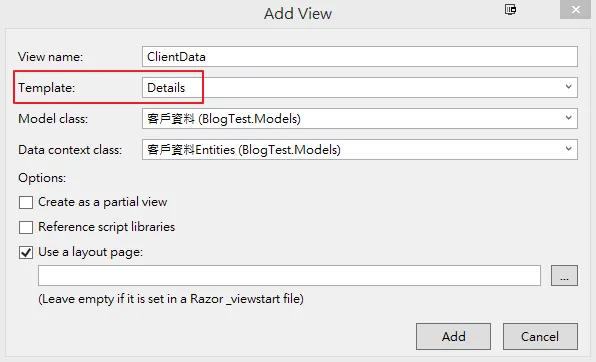 Add View
View name: ClientData
Template: Details
Model class: 客戶資料 (BlogTest.Models)
Data context class: 客戶資料Entities (BlogTest.Models)
Options:
Create as a partial view
Reference script libraries
Use a layout page:
...
(Leave empty if it is set in a Razor _viewstart file)
Add Cancel